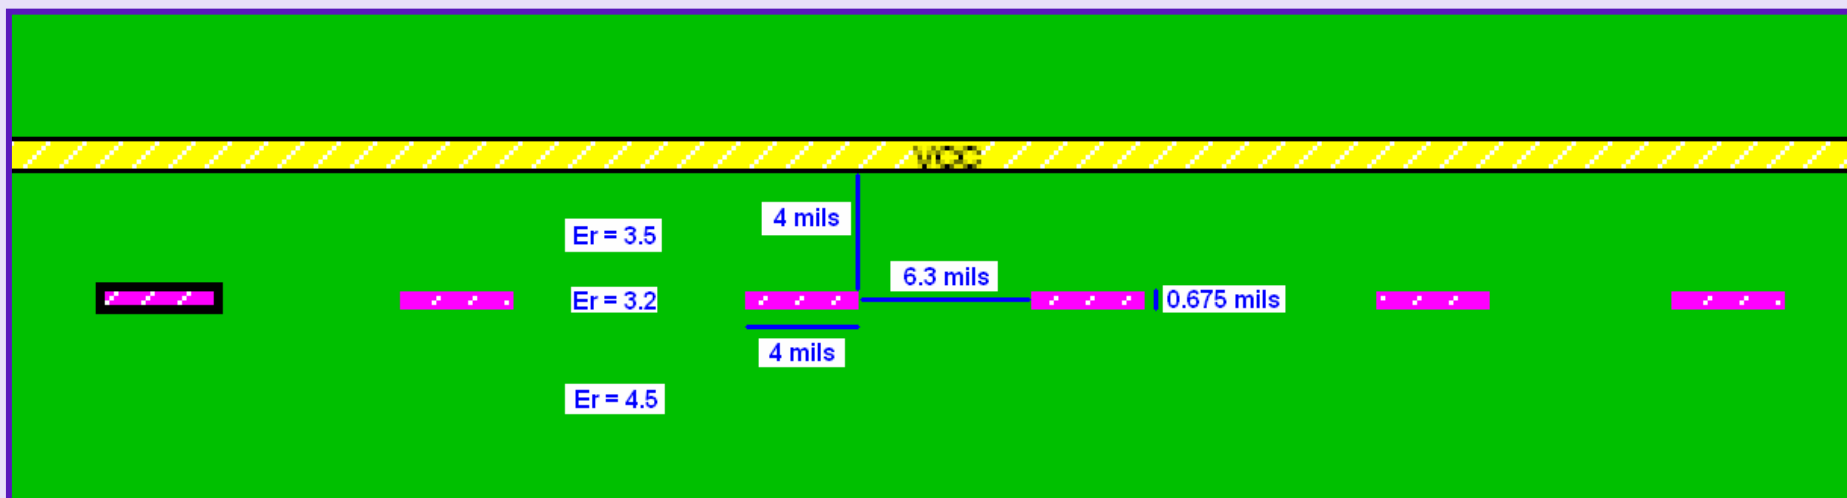 VCC
4 mils
Er = 3.5
6.3 mils
Er = 3.2
0.675 mils
4 mils
Er = 4.5